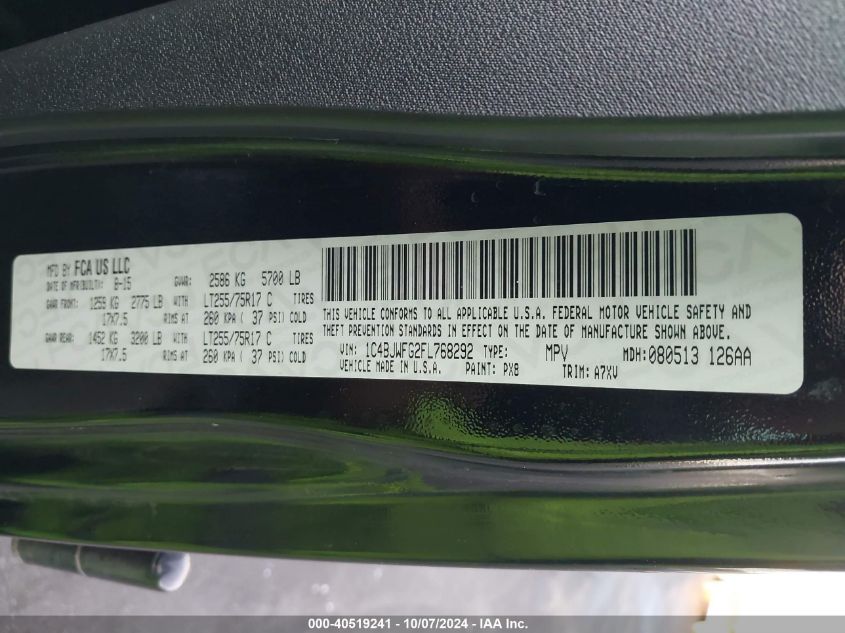 MFD BY FCA US LLC
DATE OF MFR(BUILT): 8-15 GVWR: 2586 KG 5700 LB
GAWR FRONT: 1259 KG 2775 LB WITH LT255/75R17 C TIRES
17X7.5 RIMS AT 260 KPA ( 37 PSI) COLD
GAWR REAR: 1452 KG 3200 LB WITH LT255/75R17 C TIRES
17X7.5 RIMS AT 260 KPA ( 37 PSI) COLD
THIS VEHICLE CONFORMS TO ALL APPLICABLE U.S.A. FEDERAL MOTOR VEHICLE SAFETY AND
THEFT PREVENTION STANDARDS IN EFFECT ON THE DATE OF MANUFACTURE SHOWN ABOVE.
VIN: 1C4BJWFG2FL768292 TYPE: MPV MDH:080513 126AA
VEHICLE MADE IN U.S.A. PAINT: PX8 TRIM: A7XV
000-40519241 - 10/07/2024 - IAA Inc.